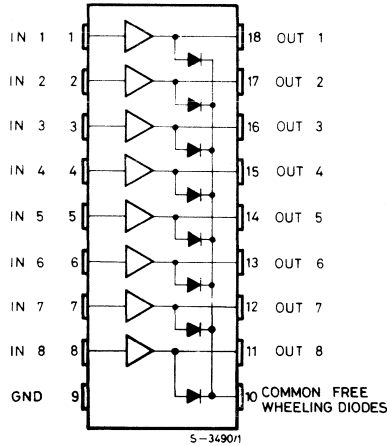 IN 1 1 18 OUT 1
IN 2 2 17 OUT 2
IN 3 3 16 OUT 3
IN 4 4 15 OUT 4
IN 5 5 14 OUT 5
IN 6 6 13 OUT 6
IN 7 7 12 OUT 7
IN 8 8 11 OUT 8
GND 9 10 COMMON FREE
WHEELING DIODES
S-3490/1